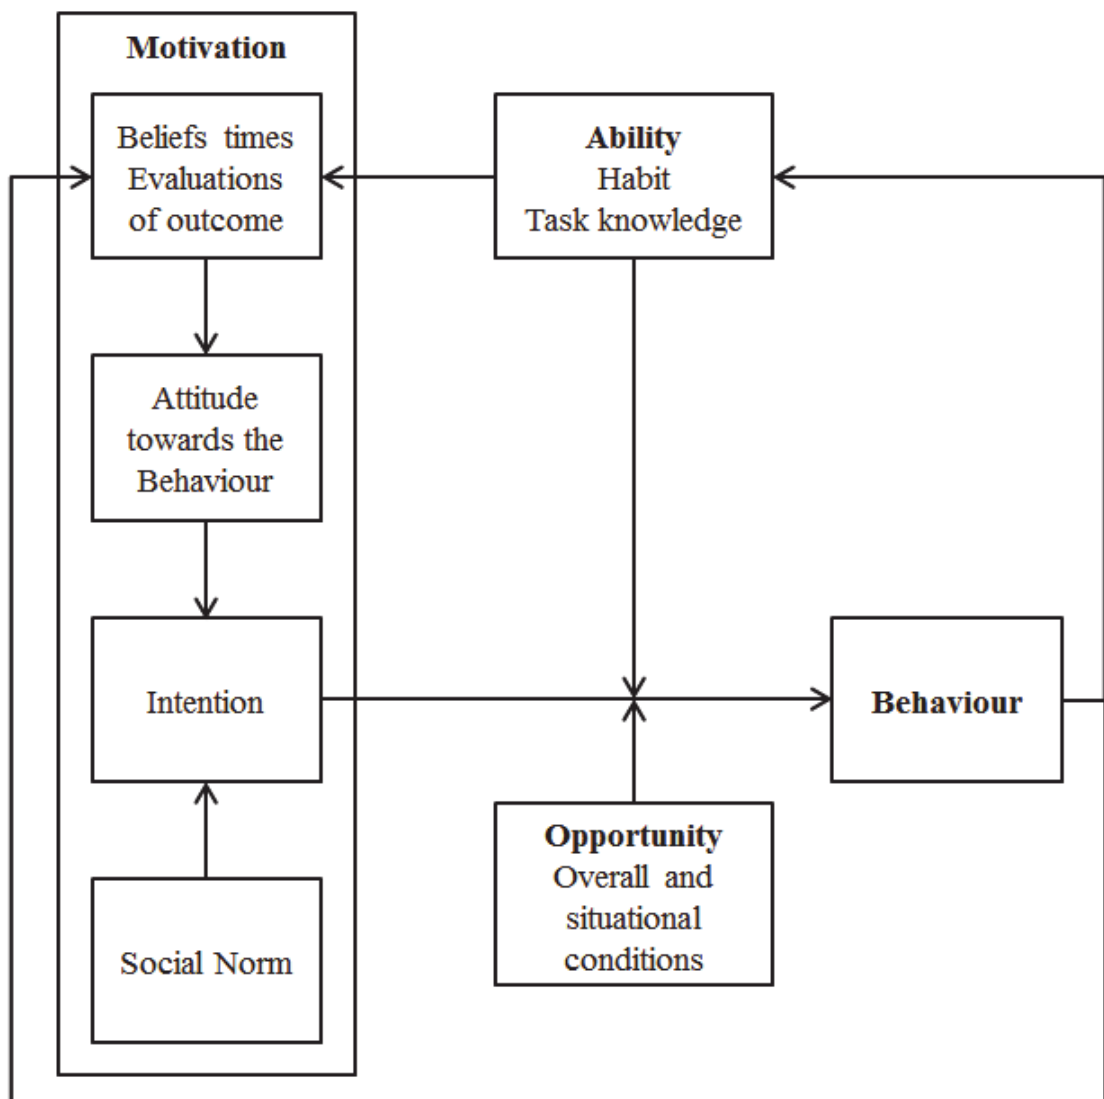 Motivation
Beliefs times
Evaluations
of outcome
Attitude
towards the
Behaviour
Intention
Social Norm
Ability
Habit
Task knowledge
Opportunity
Overall and
situational
conditions
Behaviour